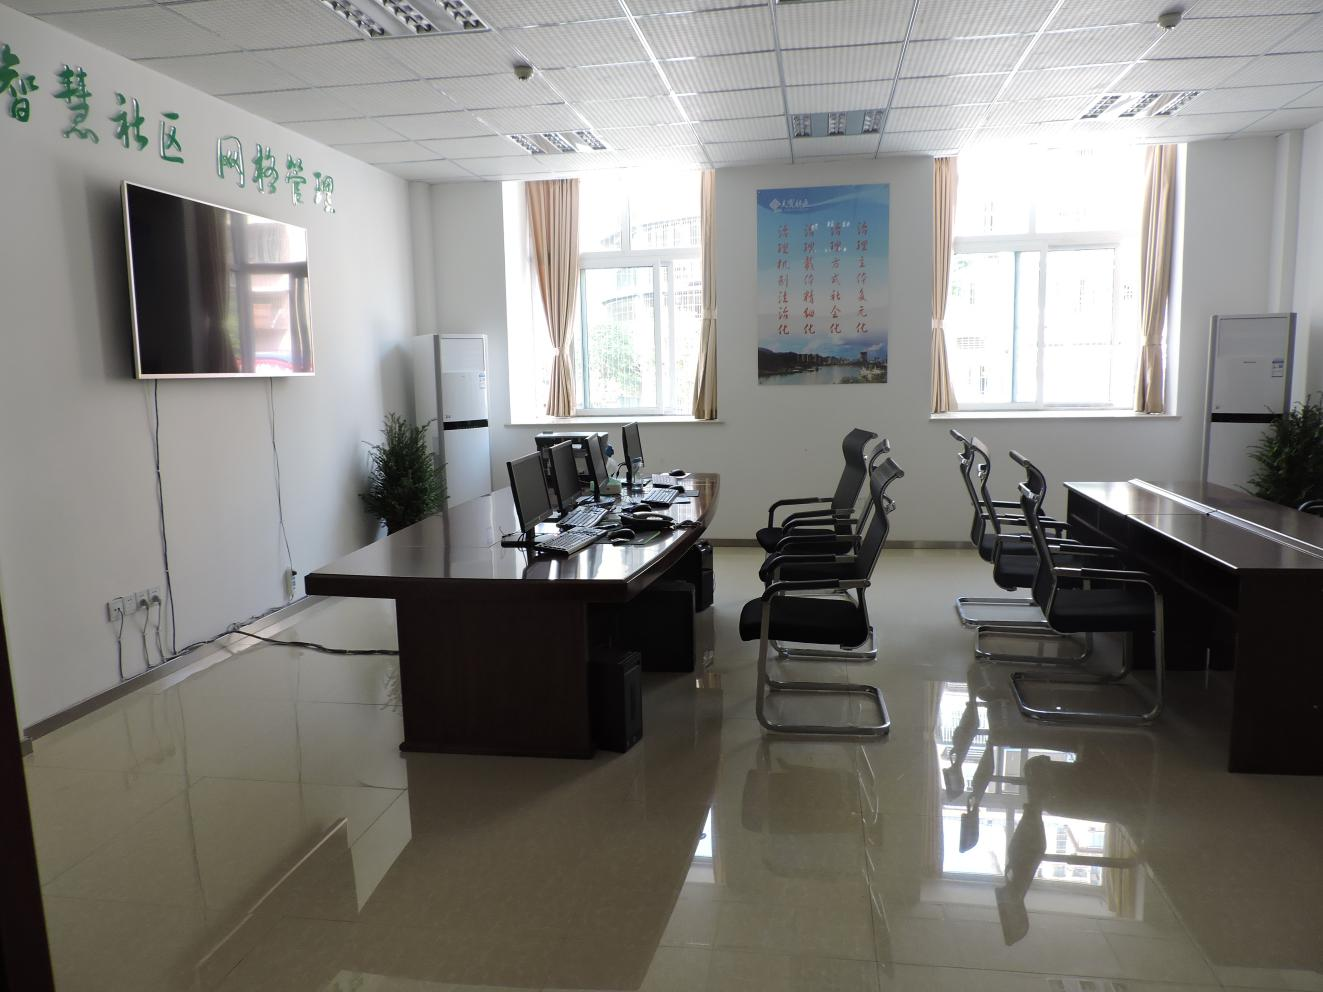 智慧社区 网格管理
治理主体多元化
治理方式社会化
治理载体精细化
治理机制法治化